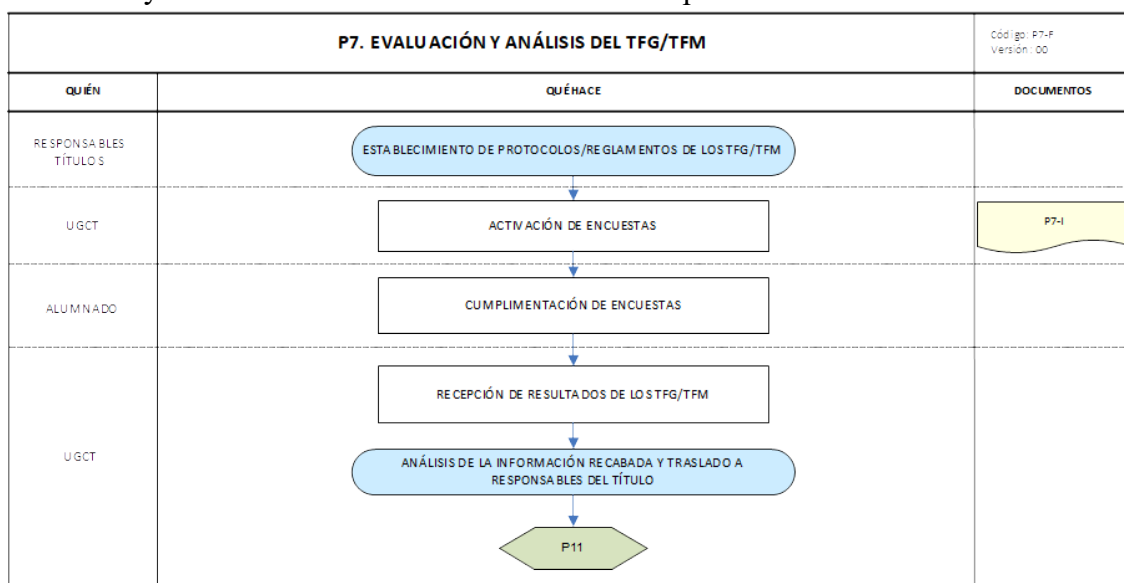 P7. EVALUACIÓN Y ANÁLISIS DEL TFG/TFM
Código: P7-F
Versión: 00
QUIÉN
QUÉ HACE
DOCUMENTOS
RESPONSABLES
TÍTULOS
ESTABLECIMIENTO DE PROTOCOLOS/REGLAMENTOS DE LOS TFG/TFM
UGCT
ACTIVACIÓN DE ENCUESTAS
P7-I
ALUMNADO
CUMPLIMENTACIÓN DE ENCUESTAS
RECEPCIÓN DE RESULTADOS DE LOS TFG/TFM
UGCT
ANÁLISIS DE LA INFORMACIÓN RECABADA Y TRASLADO A
RESPONSABLES DEL TÍTULO
P11